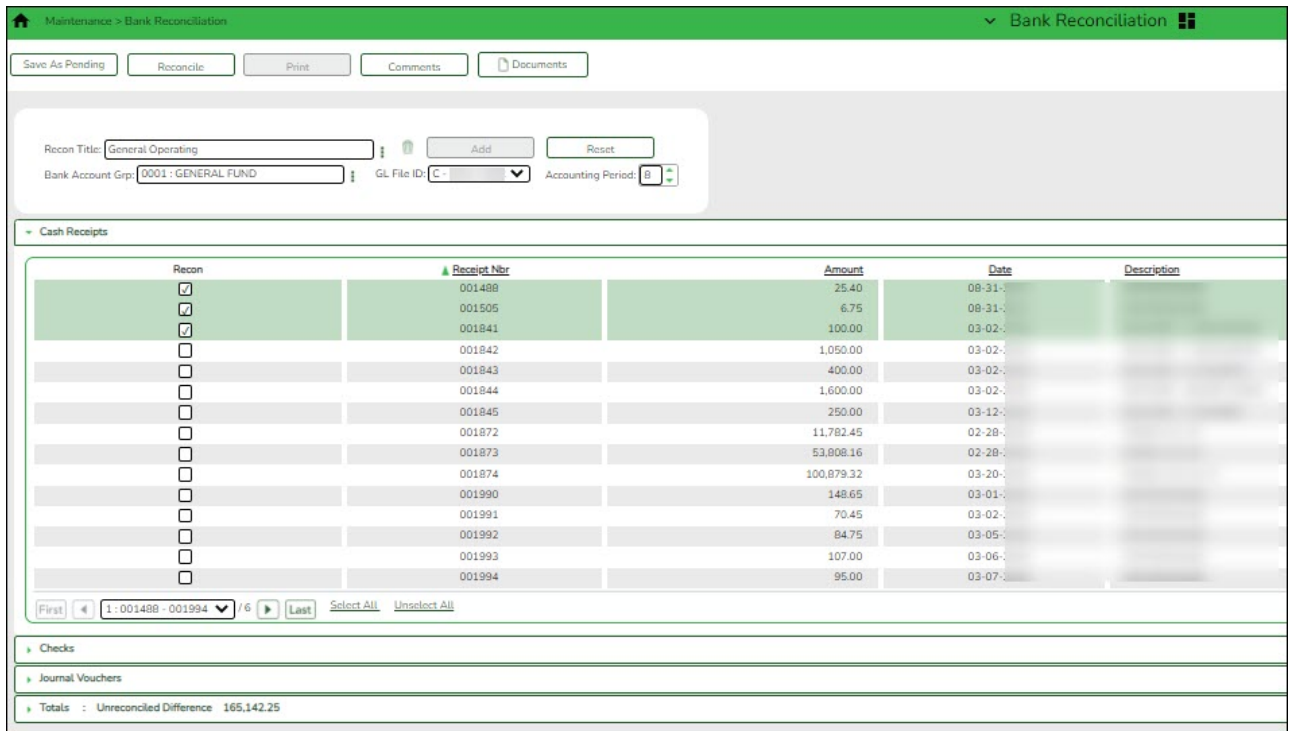 Maintenance > Bank Reconciliation
Bank Reconciliation
Save As Pending Reconcile Print Comments Documents
Recon Title: General Operating Add Reset
Bank Account Grp: 0001 : GENERAL FUND GL File ID: C - Accounting Period: 8
Cash Receipts
Recon Receipt Nbr Amount Date Description
001488 25.40 08-31-
001505 6.75 08-31-
001841 100.00 03-02-
001842 1,050.00 03-02-
001843 400.00 03-02-
001844 1,600.00 03-02-
001845 250.00 03-12-
001872 11,782.45 02-28-
001873 53,808.16 02-28-
001874 100,879.32 03-20-
001990 148.65 03-01-
001991 70.45 03-02-
001992 84.75 03-05-
001993 107.00 03-06-
001994 95.00 03-07-
First 1 : 001488 - 001994 / 6 Last Select All Unselect All
Checks
Journal Vouchers
Totals : Unreconciled Difference 165,142.25